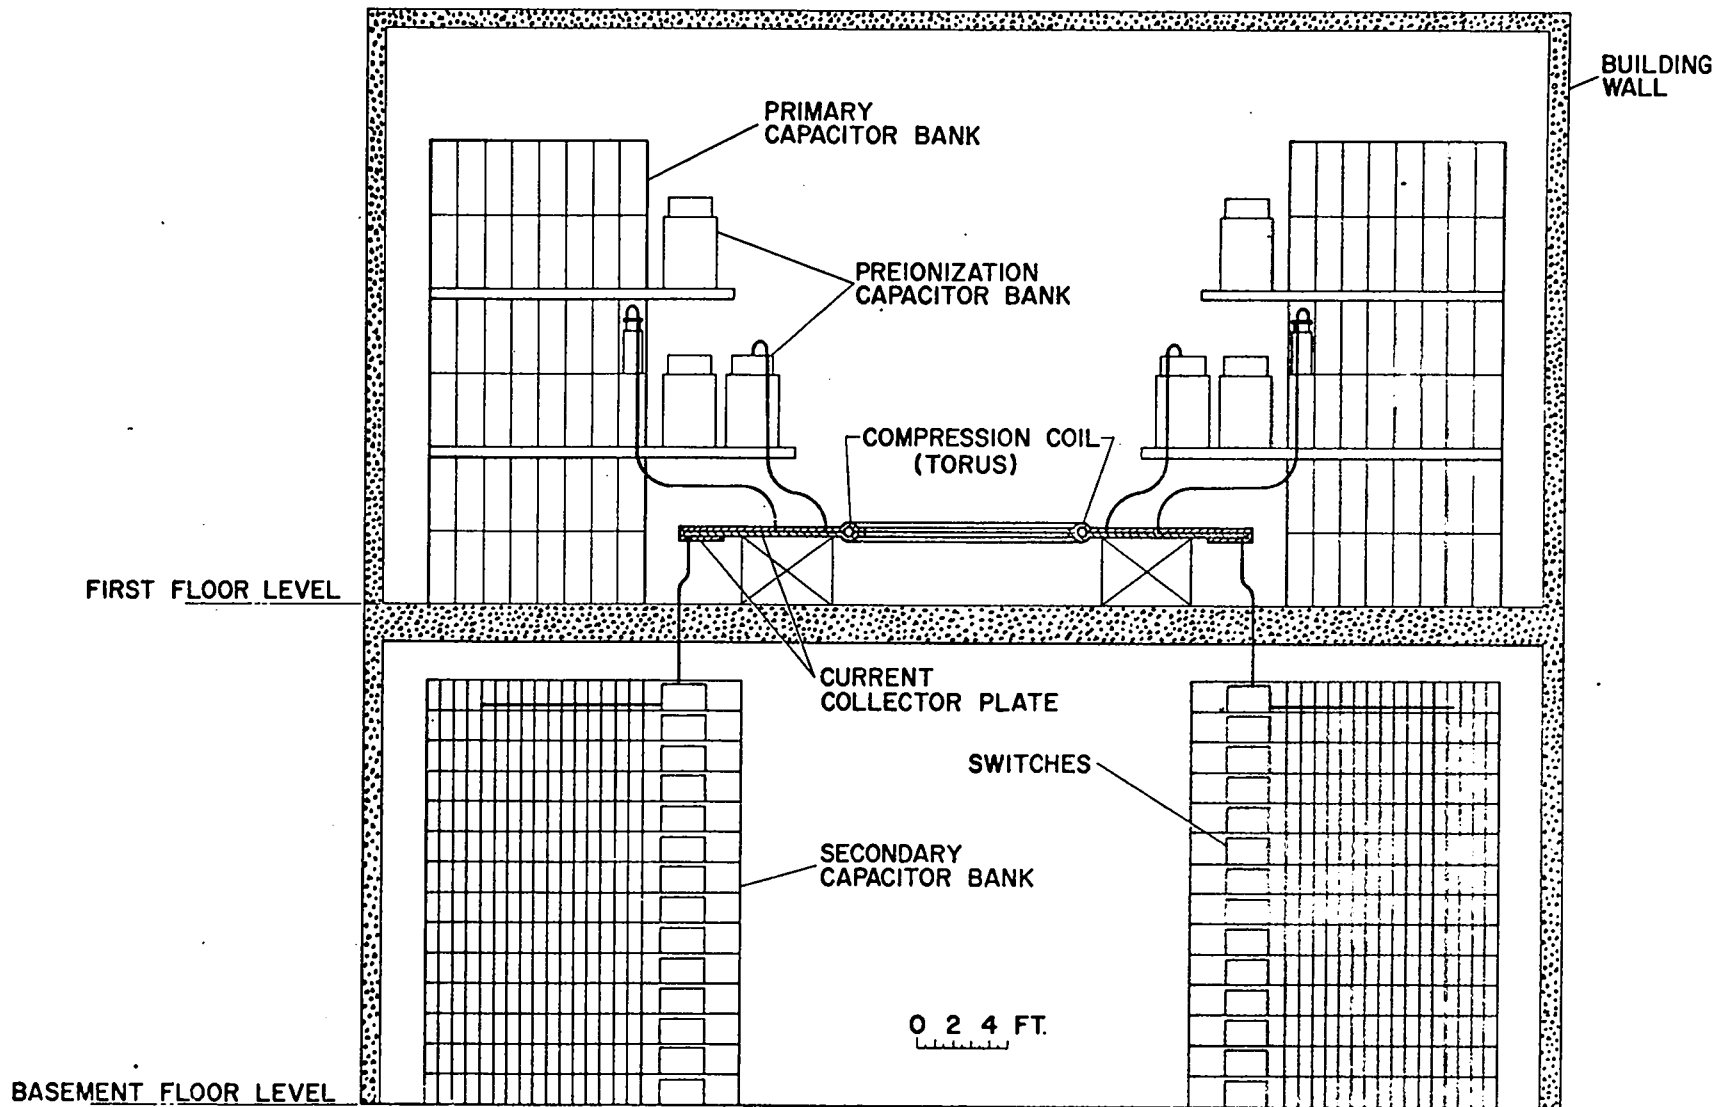 BUILDING
WALL
PRIMARY
CAPACITOR BANK
PREIONIZATION
CAPACITOR BANK
COMPRESSION COIL
(TORUS)
FIRST FLOOR LEVEL
CURRENT
COLLECTOR PLATE
SWITCHES
SECONDARY
CAPACITOR BANK
0 2 4 FT.
BASEMENT FLOOR LEVEL